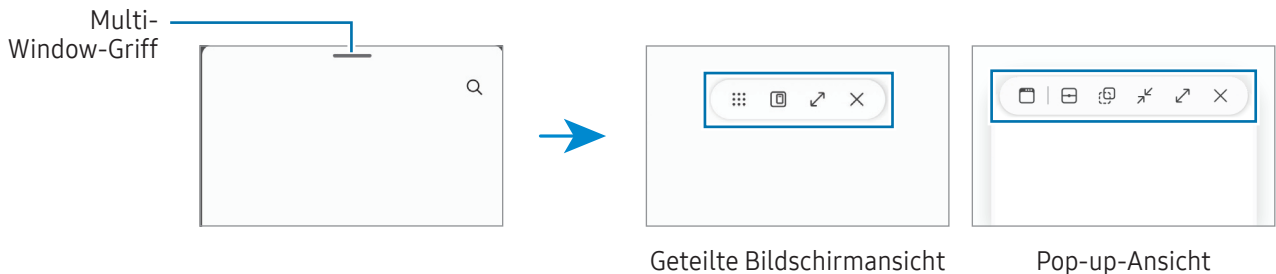 Multi-
Window-Griff
Geteilte Bildschirmansicht
Pop-up-Ansicht